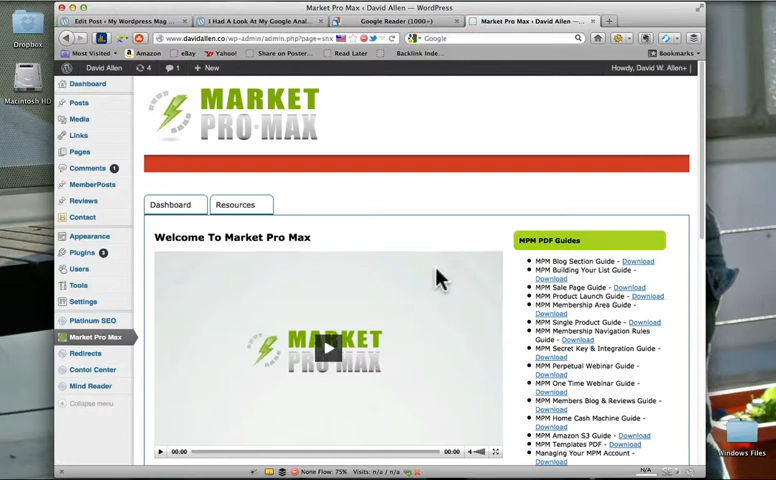 Market Pro Max ‹ David Allen — WordPress
Edit Post ‹ My Wordpress Mag ...
I Had A Look At My Google Anal...
Google Reader (1000+)
Market Pro Max ‹ David Allen — ...
www.davidallen.co/wp-admin/admin.php?page=snx
Google
Most Visited
Amazon
eBay
Yahoo!
Share on Poster...
Read Later
Backlink Inde...
Bookmarks
David Allen
4
1
+ New
Howdy, David W. Allen+
Dropbox
Macintosh HD
Windows Files
Dashboard
Posts
Media
Links
Pages
Comments 1
MemberPosts
Reviews
Contact
Appearance
Plugins 3
Users
Tools
Settings
Platinum SEO
Market Pro Max
Redirects
Contol Center
Mind Reader
Collapse menu
MARKET
PRO·MAX
Dashboard
Resources
Welcome To Market Pro Max
MARKET
PRO MAX
00:00
00:00
MPM PDF Guides
MPM Blog Section Guide - Download
MPM Building Your List Guide -
Download
MPM Sale Page Guide - Download
MPM Product Launch Guide - Download
MPM Membership Area Guide -
Download
MPM Single Product Guide - Download
MPM Membership Navigation Rules
Guide - Download
MPM Secret Key & Integration Guide -
Download
MPM Perpetual Webinar Guide -
Download
MPM One Time Webinar Guide -
Download
MPM Members Blog & Reviews Guide -
Download
MPM Home Cash Machine Guide -
Download
MPM Amazon S3 Guide - Download
MPM Templates PDF - Download
Managing Your MPM Account -
Download
None Flow: 75%
Visits: n/a / n/a
N/A